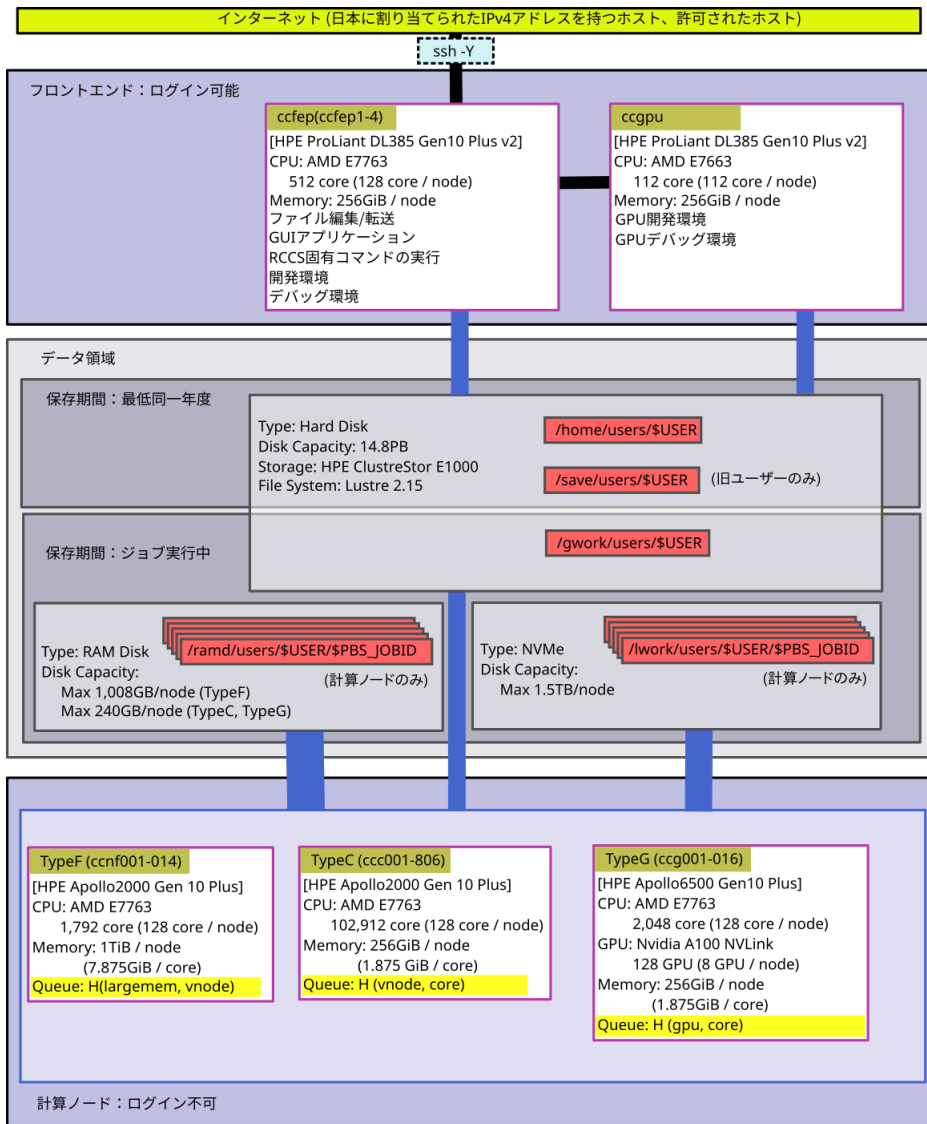 インターネット (日本に割り当てられたIPv4アドレスを持つホスト、許可されたホスト)
ssh -Y
フロントエンド：ログイン可能
ccfep(ccfep1-4)
[HPE ProLiant DL385 Gen10 Plus v2]
CPU: AMD E7763
512 core (128 core / node)
Memory: 256GiB / node
ファイル編集/転送
GUIアプリケーション
RCCS固有コマンドの実行
開発環境
デバッグ環境
ccgpu
[HPE ProLiant DL385 Gen10 Plus v2]
CPU: AMD E7663
112 core (112 core / node)
Memory: 256GiB / node
GPU開発環境
GPUデバッグ環境
データ領域
保存期間：最低同一年度
Type: Hard Disk
Disk Capacity: 14.8PB
Storage: HPE ClustreStor E1000
File System: Lustre 2.15
/home/users/$USER
/save/users/$USER (旧ユーザーのみ)
/gwork/users/$USER
保存期間：ジョブ実行中
/ramd/users/$USER/$PBS_JOBID
(計算ノードのみ)
Type: RAM Disk
Disk Capacity:
Max 1,008GB/node (TypeF)
Max 240GB/node (TypeC, TypeG)
/lwork/users/$USER/$PBS_JOBID
(計算ノードのみ)
Type: NVMe
Disk Capacity:
Max 1.5TB/node
TypeF (ccnf001-014)
[HPE Apollo2000 Gen 10 Plus]
CPU: AMD E7763
1,792 core (128 core / node)
Memory: 1TiB / node
(7.875GiB / core)
Queue: H(largemem, vnode)
TypeC (ccc001-806)
[HPE Apollo2000 Gen 10 Plus]
CPU: AMD E7763
102,912 core (128 core / node)
Memory: 256GiB / node
(1.875 GiB / core)
Queue: H (vnode, core)
TypeG (ccg001-016)
[HPE Apollo6500 Gen10 Plus]
CPU: AMD E7763
2,048 core (128 core / node)
GPU: Nvidia A100 NVLink
128 GPU (8 GPU / node)
Memory: 256GiB / node
(1.875GiB / core)
Queue: H (gpu, core)
計算ノード：ログイン不可